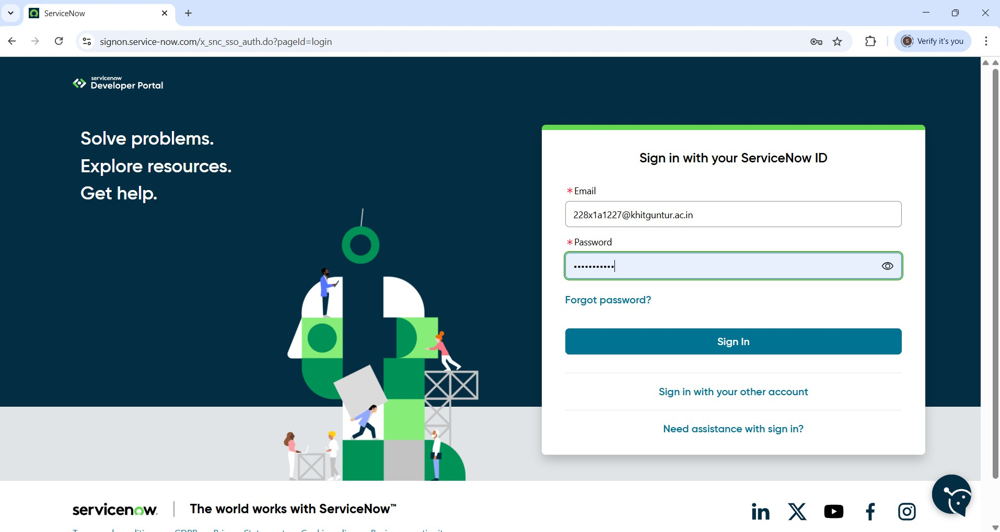 ServiceNow
signon.service-now.com/x_snc_sso_auth.do?pageId=login
S
Verify it's you
servicenow
Developer Portal
Solve problems.
Explore resources.
Get help.
Sign in with your ServiceNow ID
*Email
228x1a1227@khitguntur.ac.in
*Password
•••••••••••
Forgot password?
Sign In
Sign in with your other account
Need assistance with sign in?
servicenow.
The world works with ServiceNow™